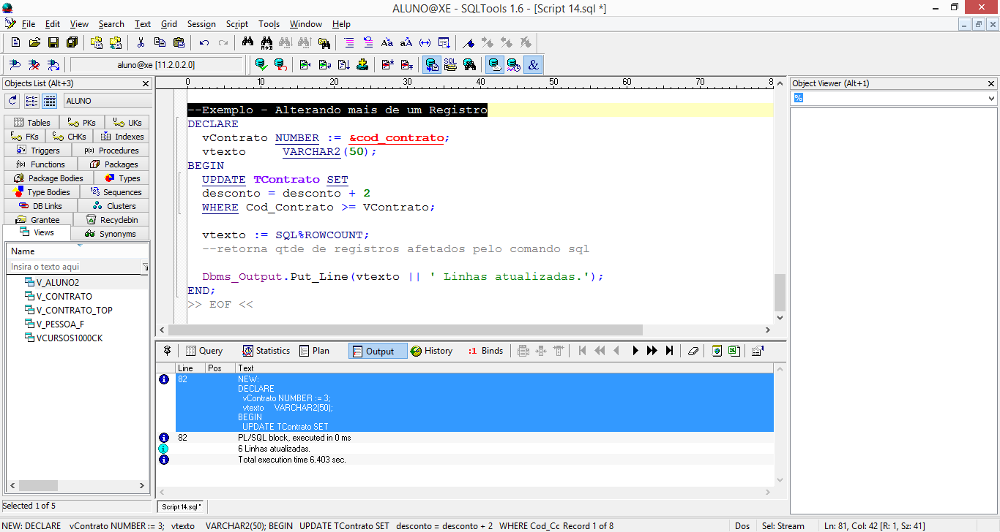 ALUNO@XE - SQLTools 1.6 - [Script 14.sql *]
File Edit View Search Text Grid Session Script Tools Window Help
aluno@xe [11.2.0.2.0]
SQL &
Objects List (Alt+3)
ALUNO
Tables PKs UKs
FKs CHKs Indexes
Triggers Procedures
Functions Packages
Package Bodies Types
Type Bodies Sequences
DB Links Clusters
Grantee Recyclebin
Views Synonyms
Name
Insira o texto aqui
V_ALUNO2
V_CONTRATO
V_CONTRATO_TOP
V_PESSOA_F
VCURSOS1000CK
Selected 1 of 5
0 10 20 30 40 50 60 70 8
--Exemplo - Alterando mais de um Registro
DECLARE
vContrato NUMBER := &cod_contrato;
vtexto VARCHAR2(50);
BEGIN
UPDATE TContrato SET
desconto = desconto + 2
WHERE Cod_Contrato >= VContrato;
vtexto := SQL%ROWCOUNT;
--retorna qtde de registros afetados pelo comando sql
Dbms_Output.Put_Line(vtexto || ' Linhas atualizadas.');
END;
>> EOF <<
Query Statistics Plan Output History :1 Binds
Line Pos Text
82 NEW:
DECLARE
vContrato NUMBER := 3;
vtexto VARCHAR2(50);
BEGIN
UPDATE TContrato SET
82 PL/SQL block, executed in 0 ms
6 Linhas atualizadas.
Total execution time 6.403 sec.
Script 14.sql *
Object Viewer (Alt+1)
%
NEW: DECLARE vContrato NUMBER := 3; vtexto VARCHAR2(50); BEGIN UPDATE TContrato SET desconto = desconto + 2 WHERE Cod_Cc Record 1 of 8 Dos Sel: Stream Ln: 81, Col: 42 [R: 1, Sz: 41]